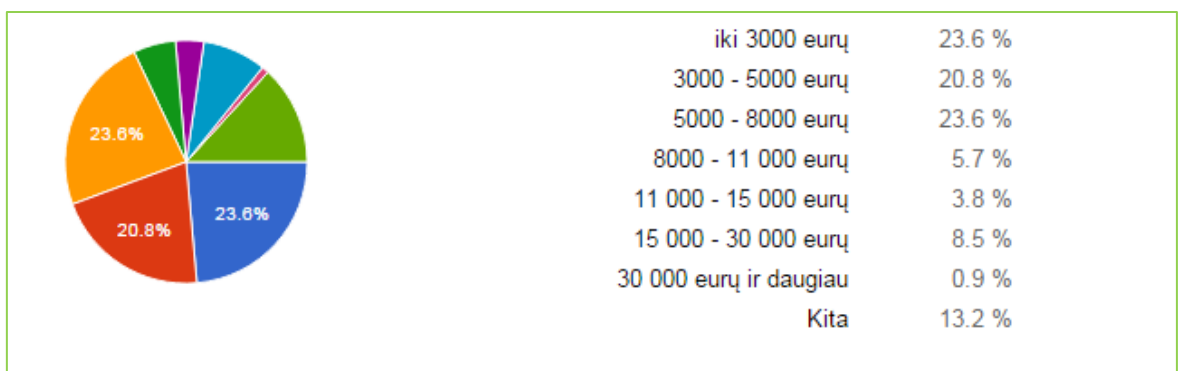 iki 3000 eurų 23.6 %
3000 - 5000 eurų 20.8 %
5000 - 8000 eurų 23.6 %
8000 - 11 000 eurų 5.7 %
11 000 - 15 000 eurų 3.8 %
15 000 - 30 000 eurų 8.5 %
30 000 eurų ir daugiau 0.9 %
Kita 13.2 %
23.6%
23.6%
20.8%